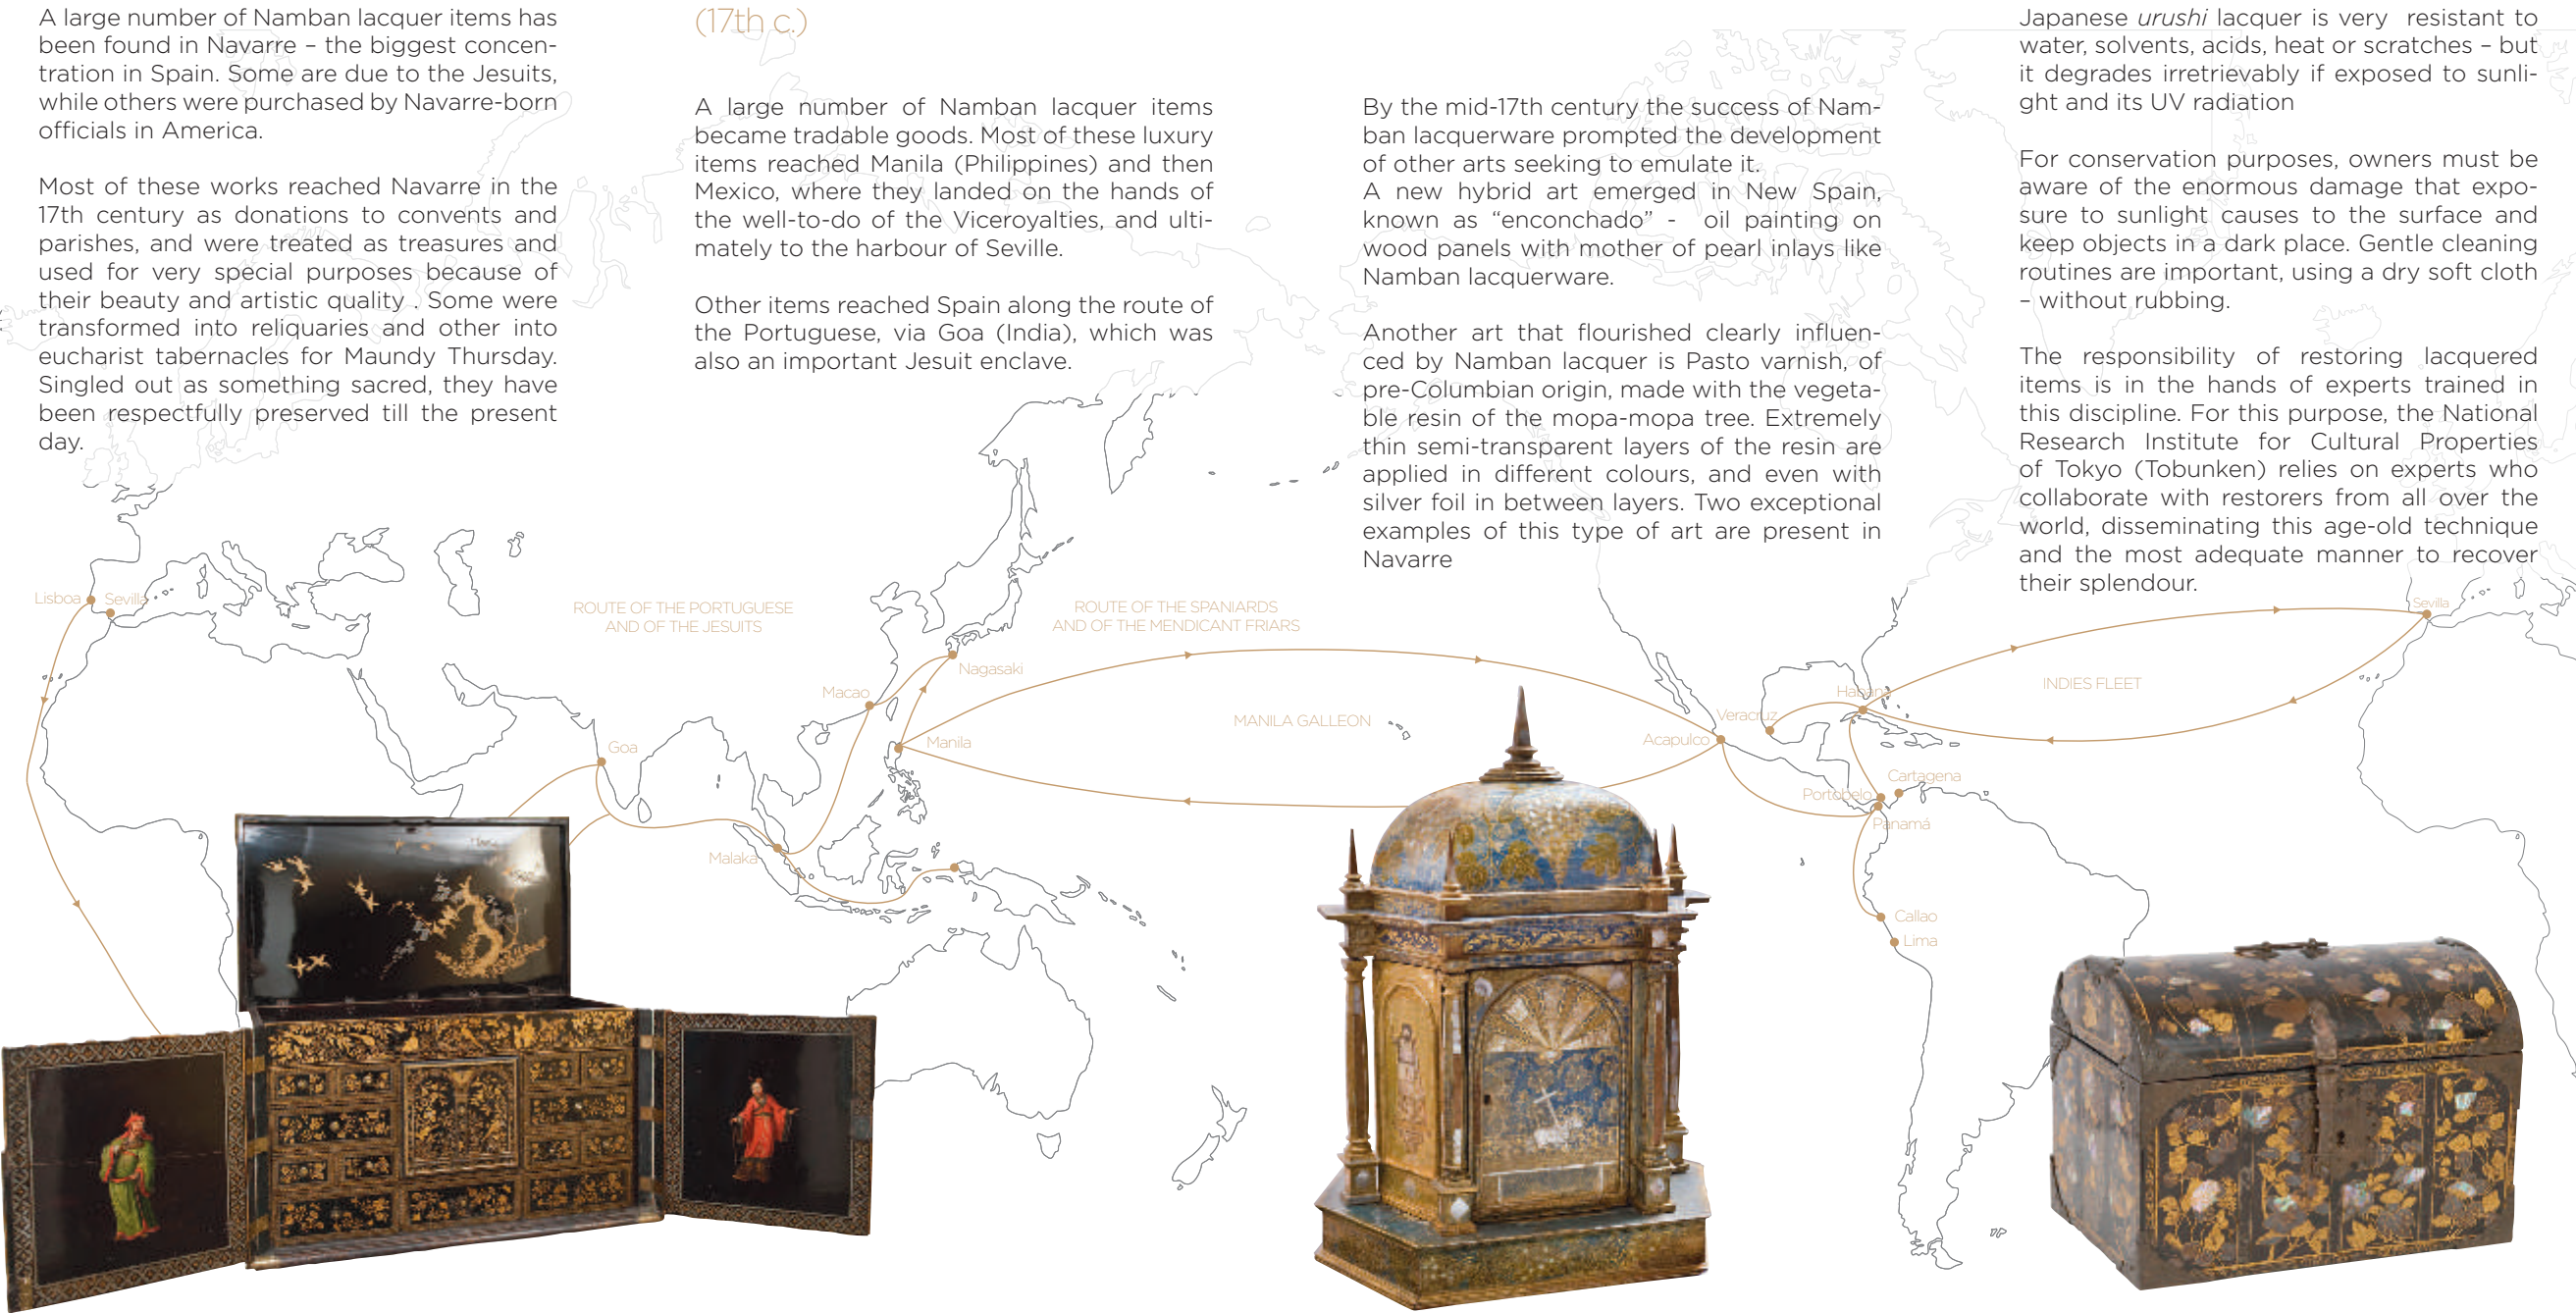 A large number of Namban lacquer items has
been found in Navarre – the biggest concen-
tration in Spain. Some are due to the Jesuits,
while others were purchased by Navarre-born
officials in America.
Most of these works reached Navarre in the
17th century as donations to convents and
parishes, and were treated as treasures and
used for very special purposes because of
their beauty and artistic quality . Some were
transformed into reliquaries and other into
eucharist tabernacles for Maundy Thursday.
Singled out as something sacred, they have
been respectfully preserved till the present
day.
(17th c.)
A large number of Namban lacquer items
became tradable goods. Most of these luxury
items reached Manila (Philippines) and then
Mexico, where they landed on the hands of
the well-to-do of the Viceroyalties, and ulti-
mately to the harbour of Seville.
Other items reached Spain along the route of
the Portuguese, via Goa (India), which was
also an important Jesuit enclave.
By the mid-17th century the success of Nam-
ban lacquerware prompted the development
of other arts seeking to emulate it.
A new hybrid art emerged in New Spain,
known as “enconchado” - oil painting on
wood panels with mother of pearl inlays like
Namban lacquerware.
Another art that flourished clearly influen-
ced by Namban lacquer is Pasto varnish, of
pre-Columbian origin, made with the vegeta-
ble resin of the mopa-mopa tree. Extremely
thin semi-transparent layers of the resin are
applied in different colours, and even with
silver foil in between layers. Two exceptional
examples of this type of art are present in
Navarre
Japanese urushi lacquer is very resistant to
water, solvents, acids, heat or scratches – but
it degrades irretrievably if exposed to sunli-
ght and its UV radiation
For conservation purposes, owners must be
aware of the enormous damage that expo-
sure to sunlight causes to the surface and
keep objects in a dark place. Gentle cleaning
routines are important, using a dry soft cloth
– without rubbing.
The responsibility of restoring lacquered
items is in the hands of experts trained in
this discipline. For this purpose, the National
Research Institute for Cultural Properties
of Tokyo (Tobunken) relies on experts who
collaborate with restorers from all over the
world, disseminating this age-old technique
and the most adequate manner to recover
their splendour.
Lisboa
Sevilla
ROUTE OF THE PORTUGUESE
AND OF THE JESUITS
ROUTE OF THE SPANIARDS
AND OF THE MENDICANT FRIARS
Sevilla
Nagasaki
Macao
INDIES FLEET
Habana
Veracruz
MANILA GALLEON
Manila
Acapulco
Goa
Cartagena
Portobelo
Panamá
Malaka
Callao
Lima